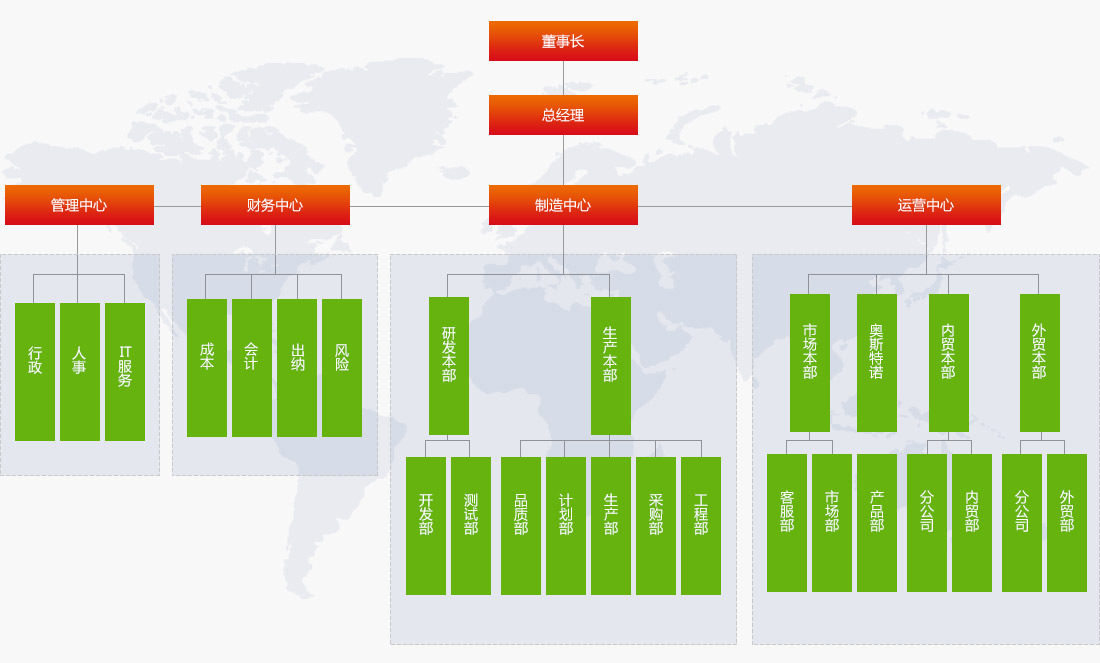 董事长
总经理
管理中心
财务中心
制造中心
运营中心
行政
人事
IT服务
成本
会计
出纳
风险
研发本部
生产本部
市场本部
奥斯特诺
内贸本部
外贸本部
开发部
测试部
品质部
计划部
生产部
采购部
工程部
客服部
市场部
产品部
分公司
内贸部
分公司
外贸部